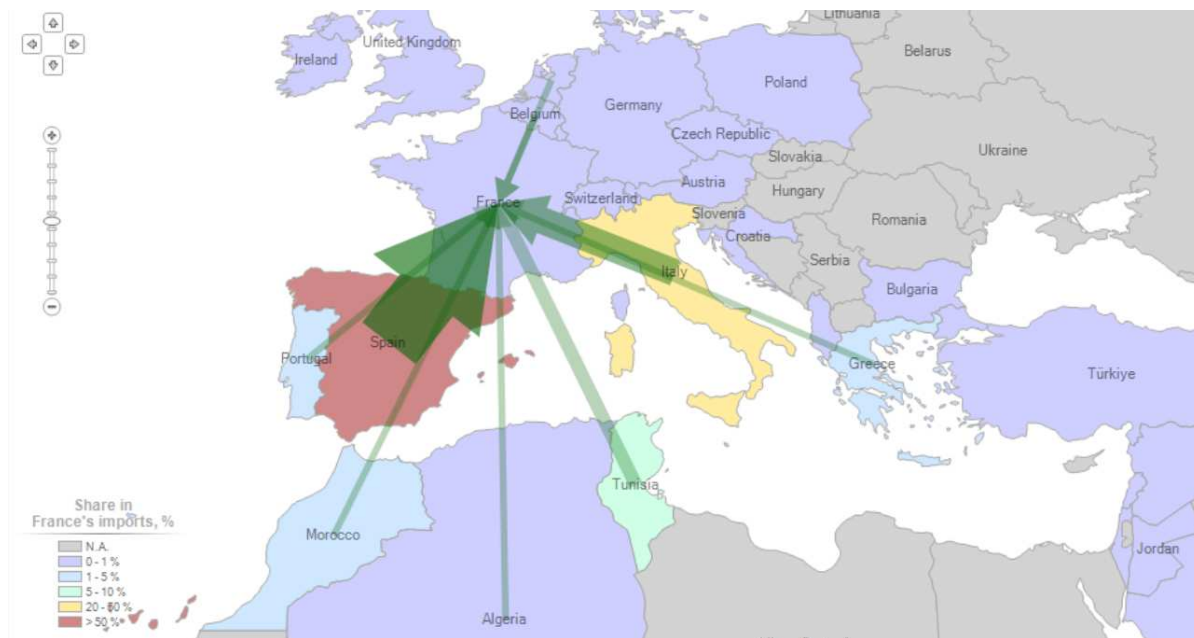 Lithuania
United Kingdom
Ireland
Belarus
Poland
Germany
Belgium
Czech Republic
Ukraine
Slovakia
Austria
Hungary
Switzerland
France
Slovenia
Romania
Croatia
Serbia
Italy
Bulgaria
Spain
Portugal
Greece
Türkiye
Tunisia
Morocco
Jordan
Algeria
Share in
France's imports, %
N.A.
0 - 1 %
1 - 5 %
5 - 10 %
20 - 50 %
> 50 %